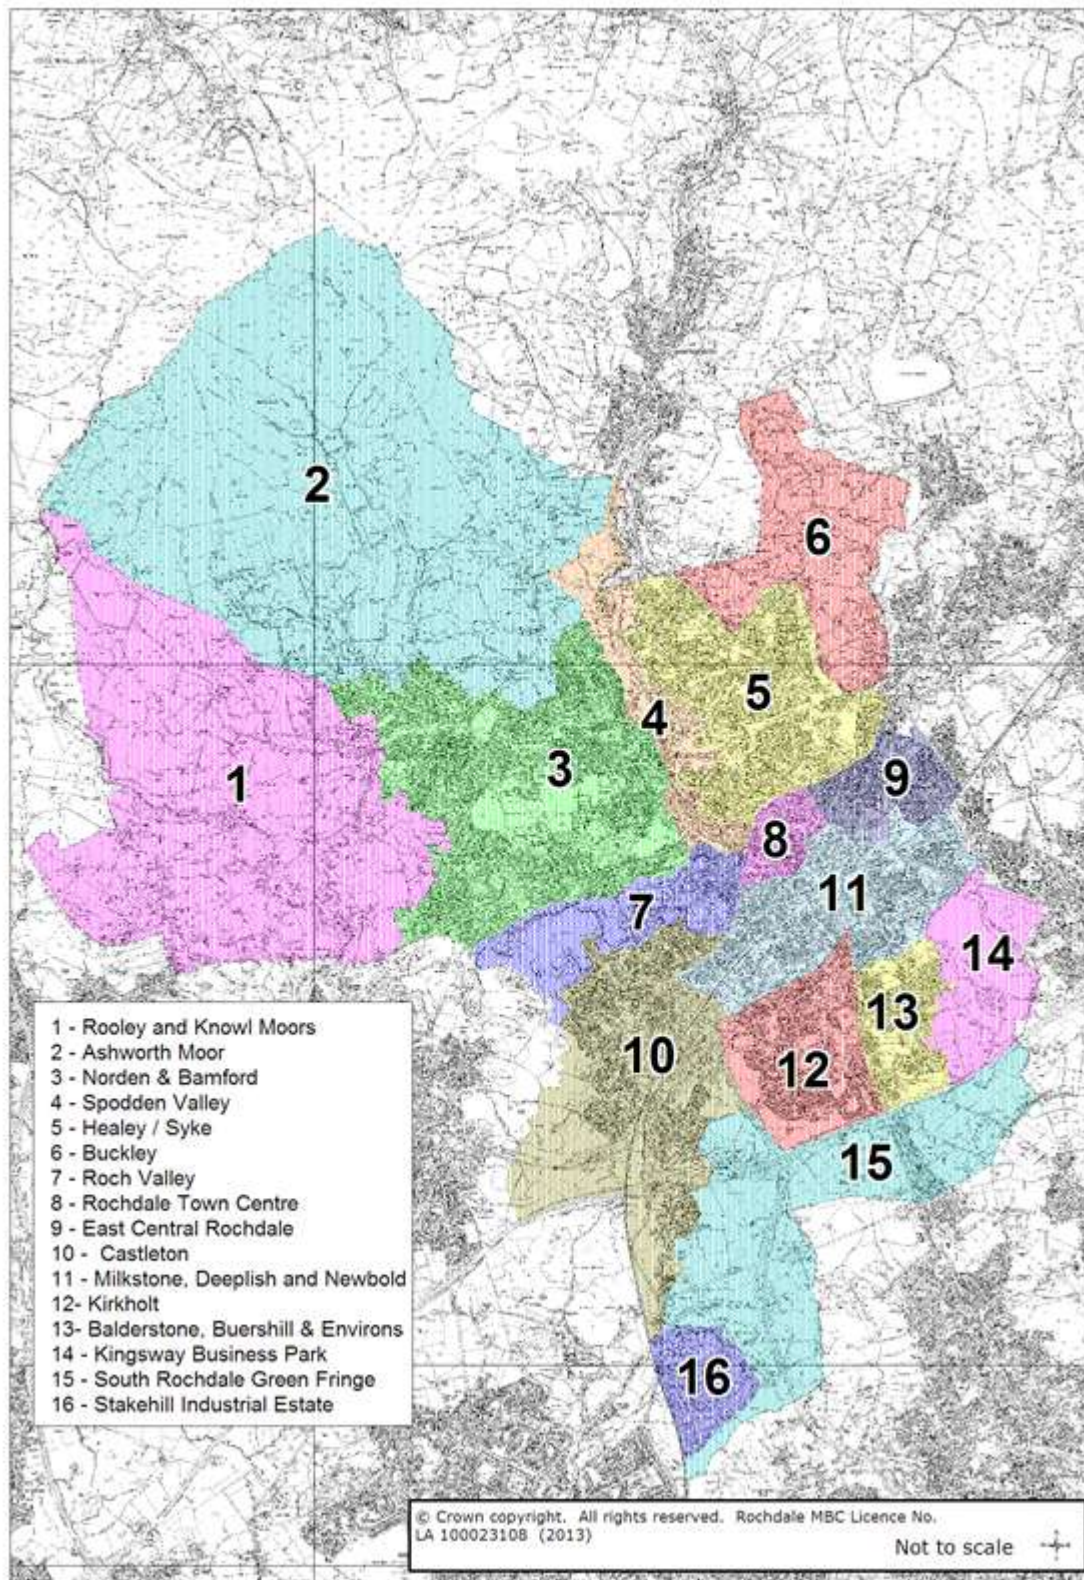 2
6
5
4
3
1
9
8
11
7
14
13
10
12
15
16
1 - Rooley and Knowl Moors
2 - Ashworth Moor
3 - Norden & Bamford
4 - Spodden Valley
5 - Healey / Syke
6 - Buckley
7 - Roch Valley
8 - Rochdale Town Centre
9 - East Central Rochdale
10 -  Castleton
11 - Milkstone, Deeplish and Newbold
12- Kirkholt
13- Balderstone, Buershill & Environs
14 - Kingsway Business Park
15 - South Rochdale Green Fringe
16 - Stakehill Industrial Estate
© Crown copyright.  All rights reserved.  Rochdale MBC Licence No.
LA 100023108  (2013)
Not to scale